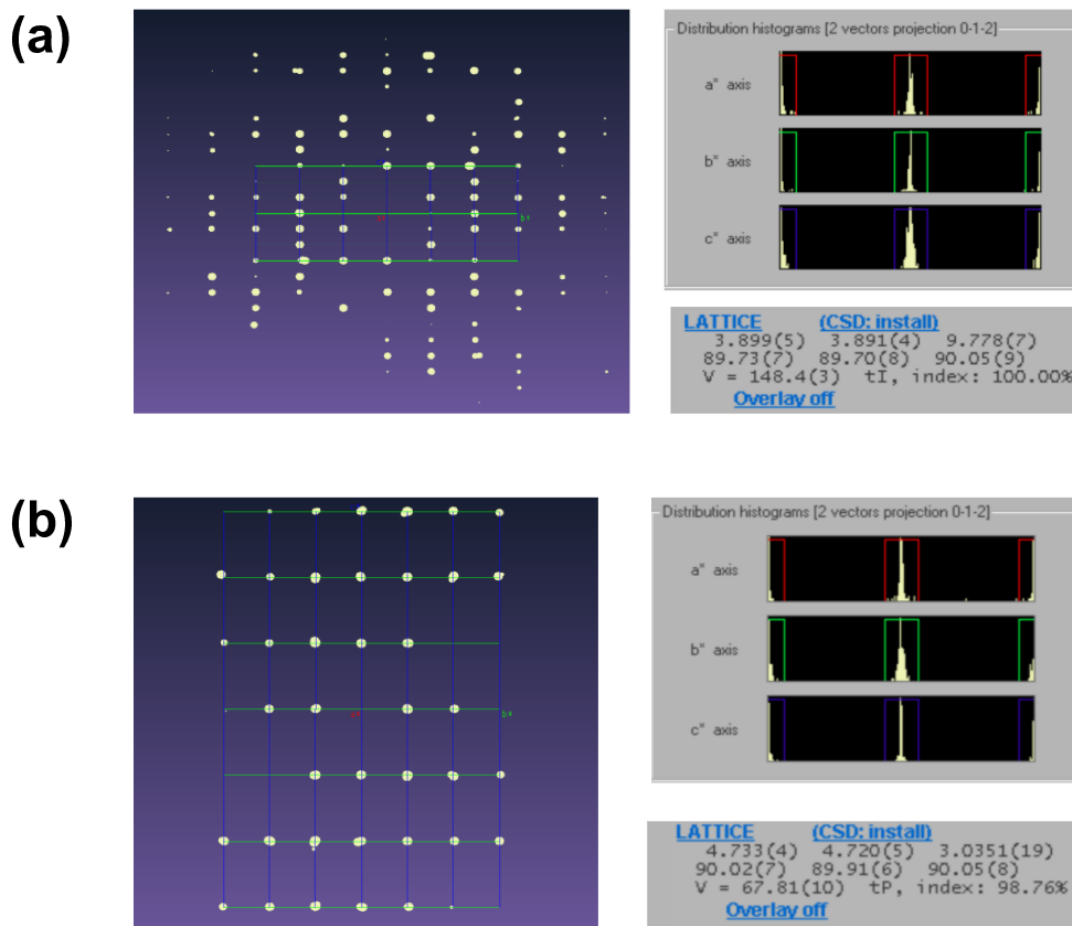 (a)
Distribution histograms [2 vectors projection 0-1-2]
a* axis
b* axis
c* axis
b*
LATTICE (CSD: install)
3.899(5) 3.891(4) 9.778(7)
89.73(7) 89.70(8) 90.05(9)
V = 148.4(3) tI, index: 100.00%
Overlay off
(b)
Distribution histograms [2 vectors projection 0-1-2]
a* axis
b* axis
c* axis
b*
LATTICE (CSD: install)
4.733(4) 4.720(5) 3.0351(19)
90.02(7) 89.91(6) 90.05(8)
V = 67.81(10) tP, index: 98.76%
Overlay off